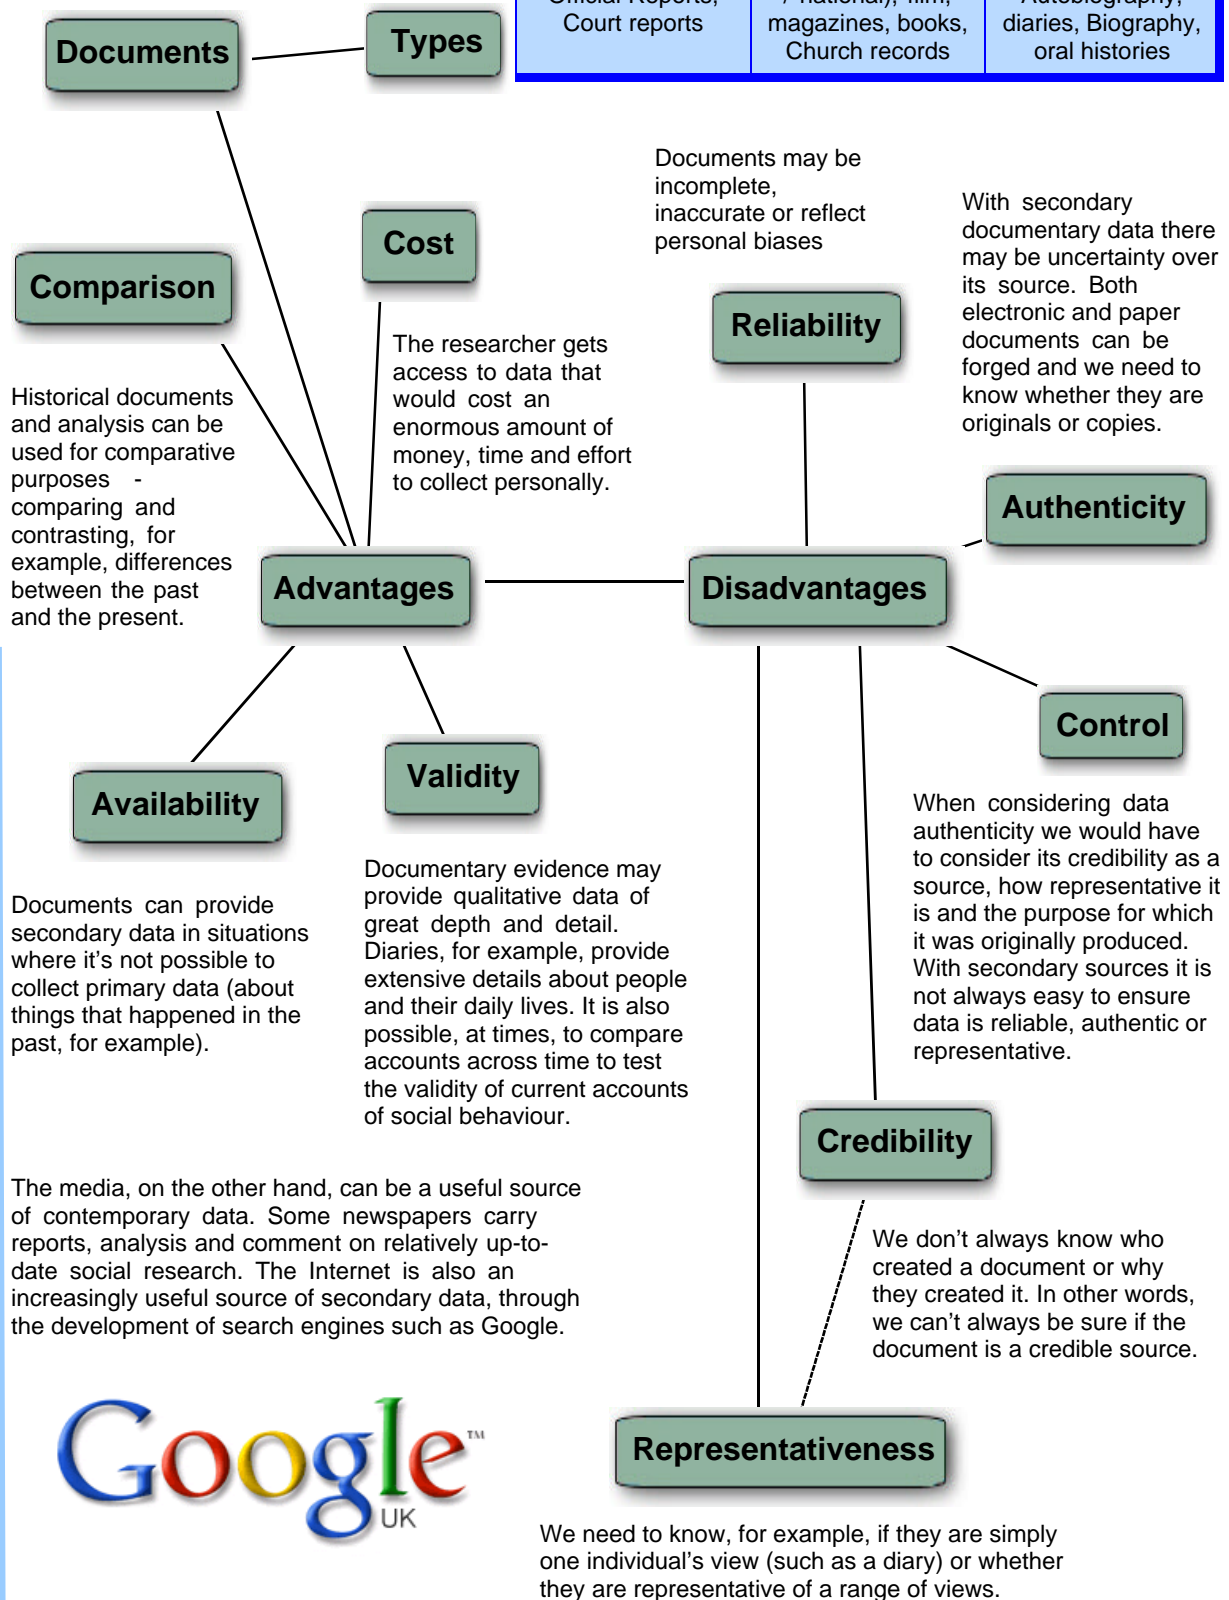 Official Reports,
Court reports
/ national), film,
magazines, books,
Church records
Autobiography,
diaries, Biography,
oral histories
Documents
Types
Documents may be
incomplete,
inaccurate or reflect
personal biases
With secondary
documentary data there
may be uncertainty over
its source. Both
electronic and paper
documents can be
forged and we need to
know whether they are
originals or copies.
Cost
Comparison
Reliability
The researcher gets
access to data that
would cost an
enormous amount of
money, time and effort
to collect personally.
Historical documents
and analysis can be
used for comparative
purposes -
comparing and
contrasting, for
example, differences
between the past
and the present.
Authenticity
Advantages
Disadvantages
Control
Validity
Availability
When considering data
authenticity we would have
to consider its credibility as a
source, how representative it
is and the purpose for which
it was originally produced.
With secondary sources it is
not always easy to ensure
data is reliable, authentic or
representative.
Documentary evidence may
provide qualitative data of
great depth and detail.
Diaries, for example, provide
extensive details about people
and their daily lives. It is also
possible, at times, to compare
accounts across time to test
the validity of current accounts
of social behaviour.
Documents can provide
secondary data in situations
where it's not possible to
collect primary data (about
things that happened in the
past, for example).
Credibility
The media, on the other hand, can be a useful source
of contemporary data. Some newspapers carry
reports, analysis and comment on relatively up-to-
date social research. The Internet is also an
increasingly useful source of secondary data, through
the development of search engines such as Google.
We don't always know who
created a document or why
they created it. In other words,
we can't always be sure if the
document is a credible source.
Google™
UK
Representativeness
We need to know, for example, if they are simply
one individual's view (such as a diary) or whether
they are representative of a range of views.